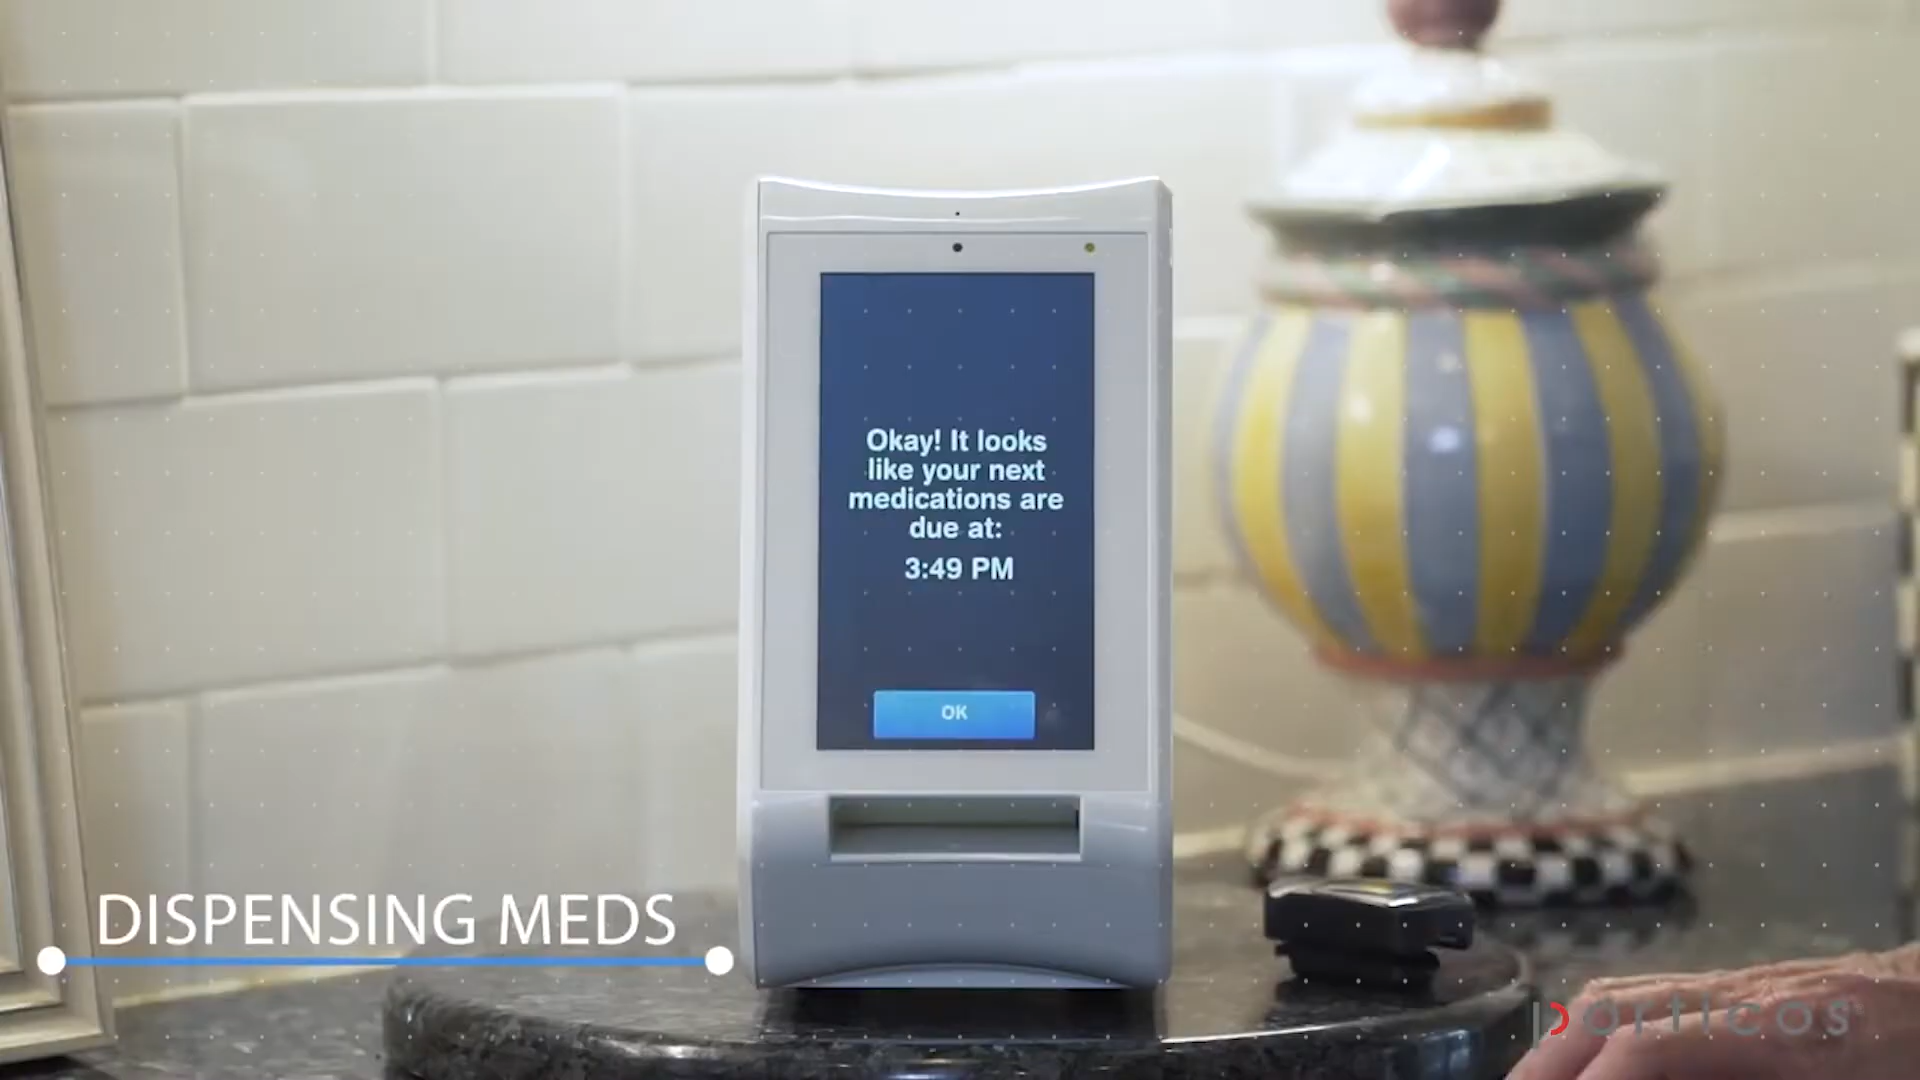 Okay! It looks
like your next
medications are
due at:
3:49 PM
OK
DISPENSING MEDS
porticos